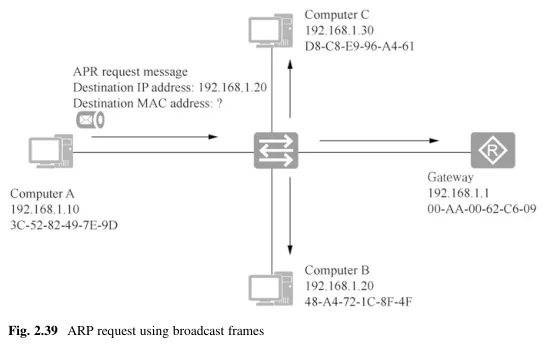 Computer C
192.168.1.30
D8-C8-E9-96-A4-61
APR request message
Destination IP address: 192.168.1.20
Destination MAC address: ?
Computer A
192.168.1.10
3C-52-82-49-7E-9D
R
Gateway
192.168.1.1
00-AA-00-62-C6-09
Computer B
192.168.1.20
48-A4-72-1C-8F-4F
Fig. 2.39 ARP request using broadcast frames